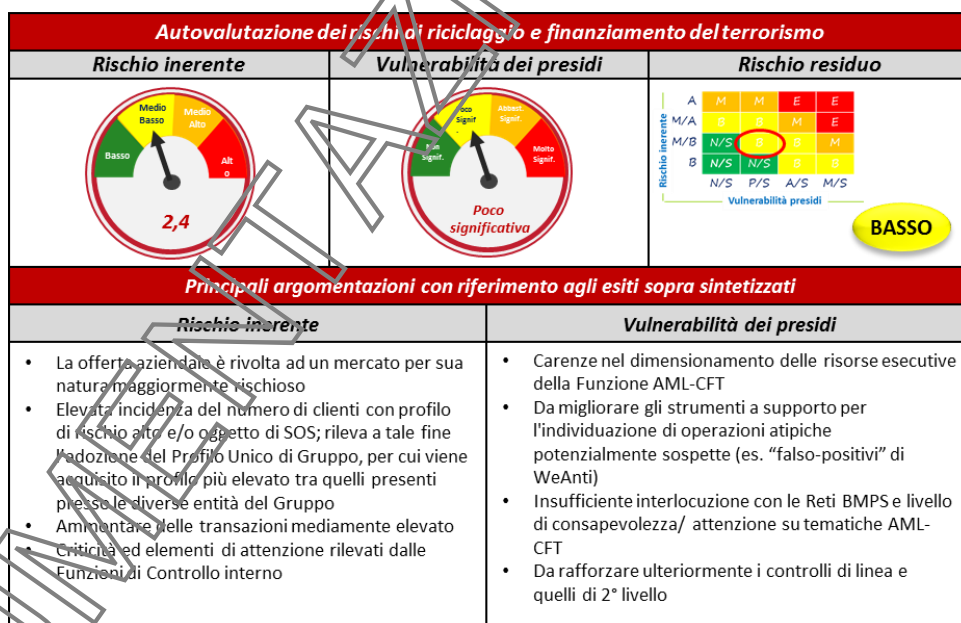 Autovalutazione dei rischi di riciclaggio e finanziamento del terrorismo
Rischio inerente
Vulnerabilità dei presidi
Rischio residuo
Basso
Medio
Basso
Medio
Alto
Alt
o
2,4
Signif.
Poco
Signif
.
Abbast.
Signif.
Molto
Signif.
Poco
significativa
Rischio inerente
A M M E E
M/A B B M E
M/B N/S B B M
B N/S N/S B B
N/S P/S A/S M/S
Vulnerabilità presidi
BASSO
Principali argomentazioni con riferimento agli esiti sopra sintetizzati
Rischio inerente
• La offerta aziendale è rivolta ad un mercato per sua
natura maggiormente rischioso
• Elevata incidenza del numero di clienti con profilo
di rischio alto e/o oggetto di SOS; rileva a tale fine
l'adozione del Profilo Unico di Gruppo, per cui viene
acquisito il profilo più elevato tra quelli presenti
presso le diverse entità del Gruppo
• Ammontare delle transazioni mediamente elevato
• Criticità ed elementi di attenzione rilevati dalle
Funzioni di Controllo interno
Vulnerabilità dei presidi
• Carenze nel dimensionamento delle risorse esecutive
della Funzione AML-CFT
• Da migliorare gli strumenti a supporto per
l'individuazione di operazioni atipiche
potenzialmente sospette (es. “falso-positivi” di
WeAnti)
• Insufficiente interlocuzione con le Reti BMPS e livello
di consapevolezza/ attenzione su tematiche AML-
CFT
• Da rafforzare ulteriormente i controlli di linea e
quelli di 2° livello